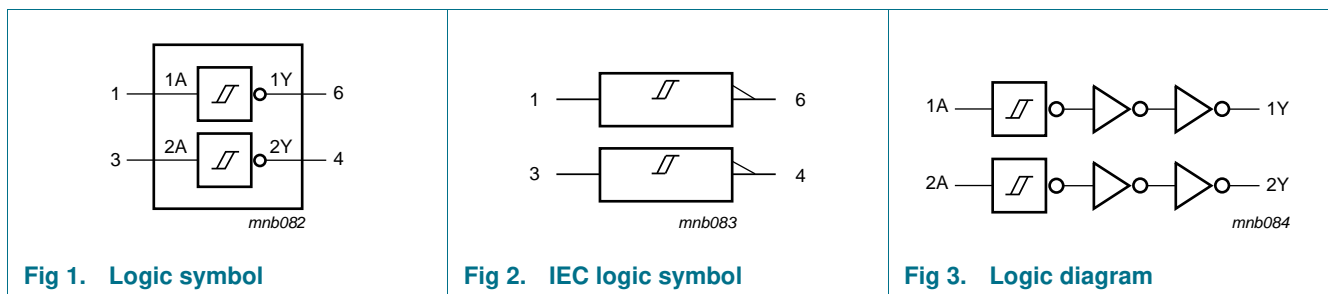 1 1A 1Y 6
3 2A 2Y 4
mnb082
Fig 1. Logic symbol
1 6
3 4
mnb083
Fig 2. IEC logic symbol
1A 1Y
2A 2Y
mnb084
Fig 3. Logic diagram